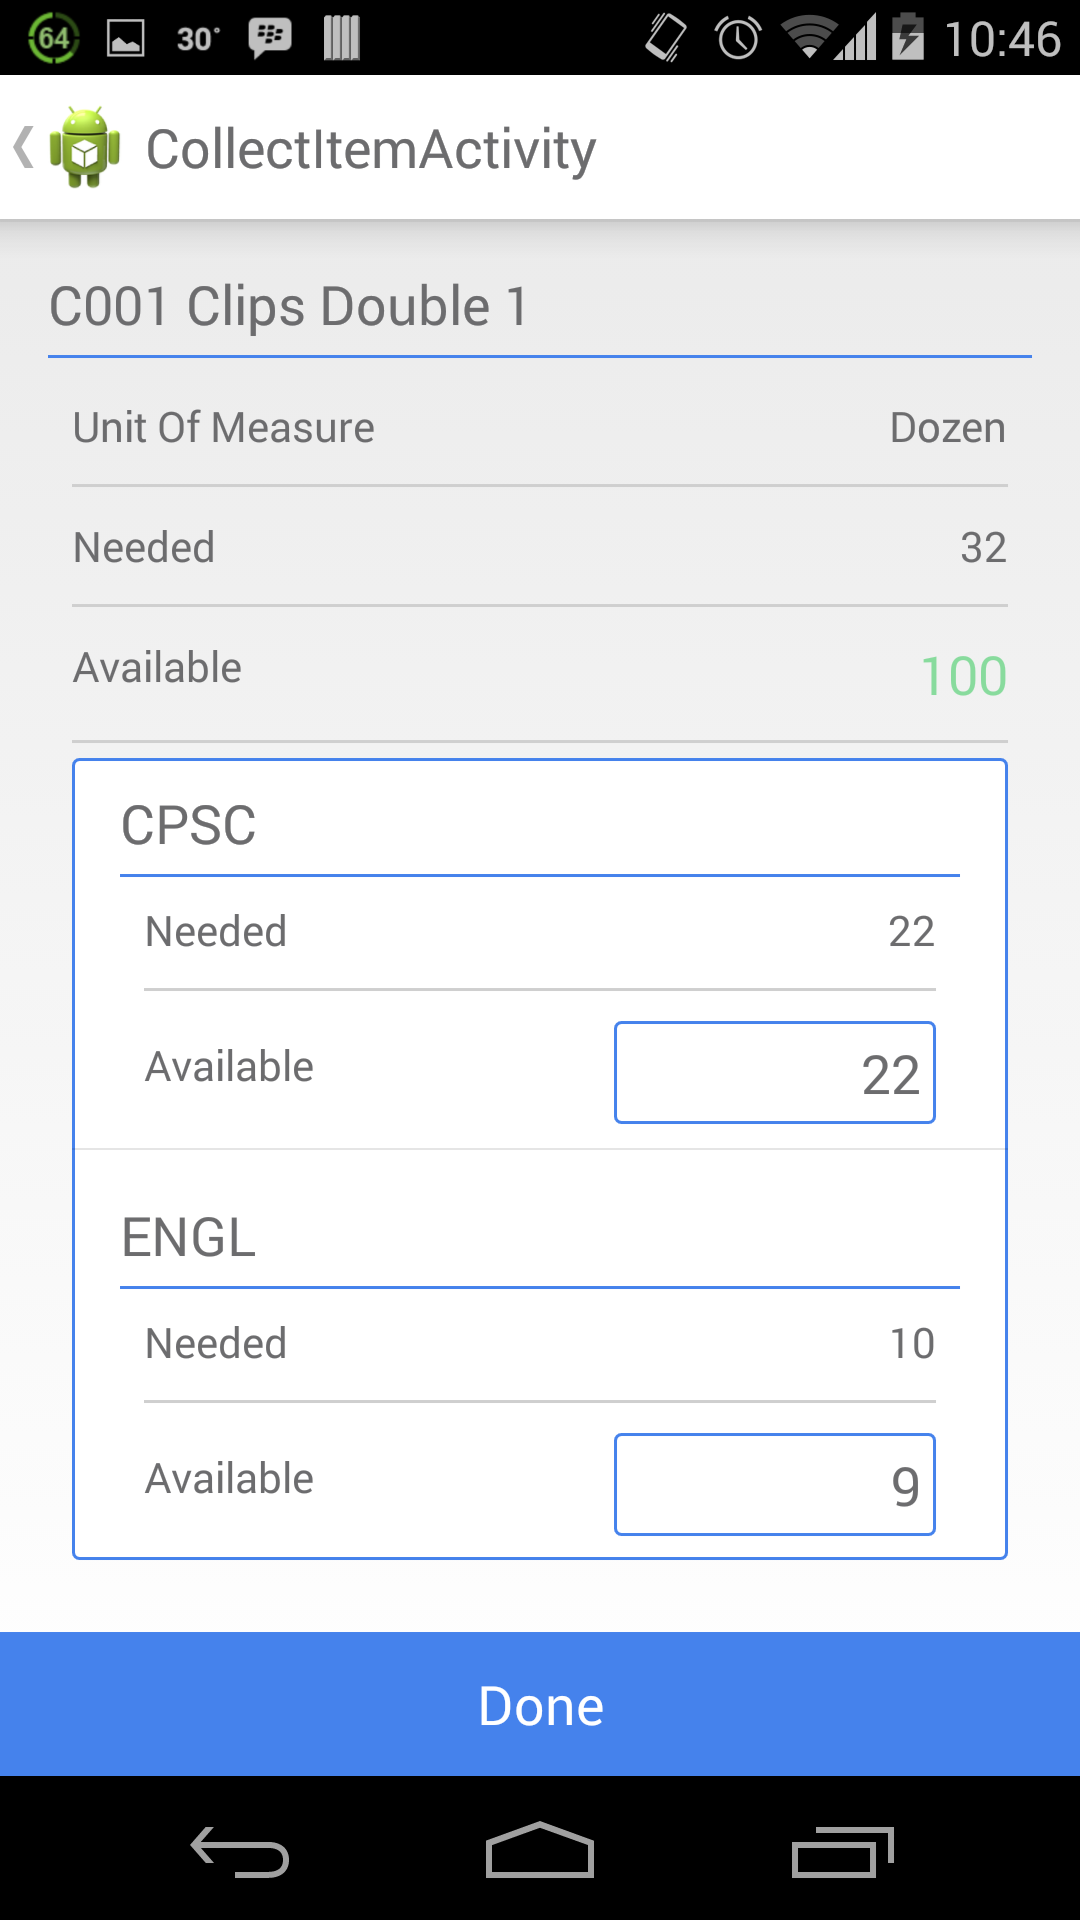 64 30° 10:46
CollectItemActivity
C001 Clips Double 1
Unit Of Measure Dozen
Needed 32
Available 100
CPSC
Needed 22
Available 22
ENGL
Needed 10
Available 9
Done